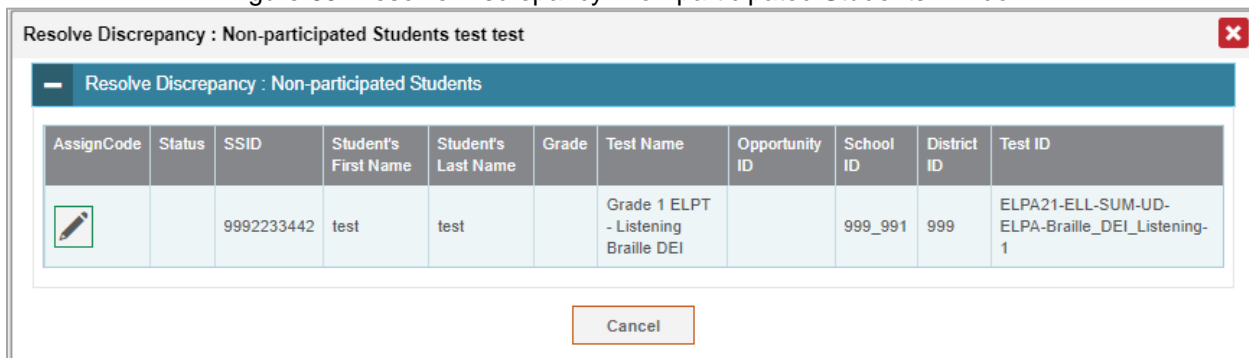 Resolve Discrepancy : Non-participated Students test test
Resolve Discrepancy : Non-participated Students
AssignCode Status SSID Student's First Name Student's Last Name Grade Test Name Opportunity ID School ID District ID Test ID
9992233442 test test Grade 1 ELPT - Listening Braille DEI 999_991 999 ELPA21-ELL-SUM-UD-ELPA-Braille_DEI_Listening-1
Cancel